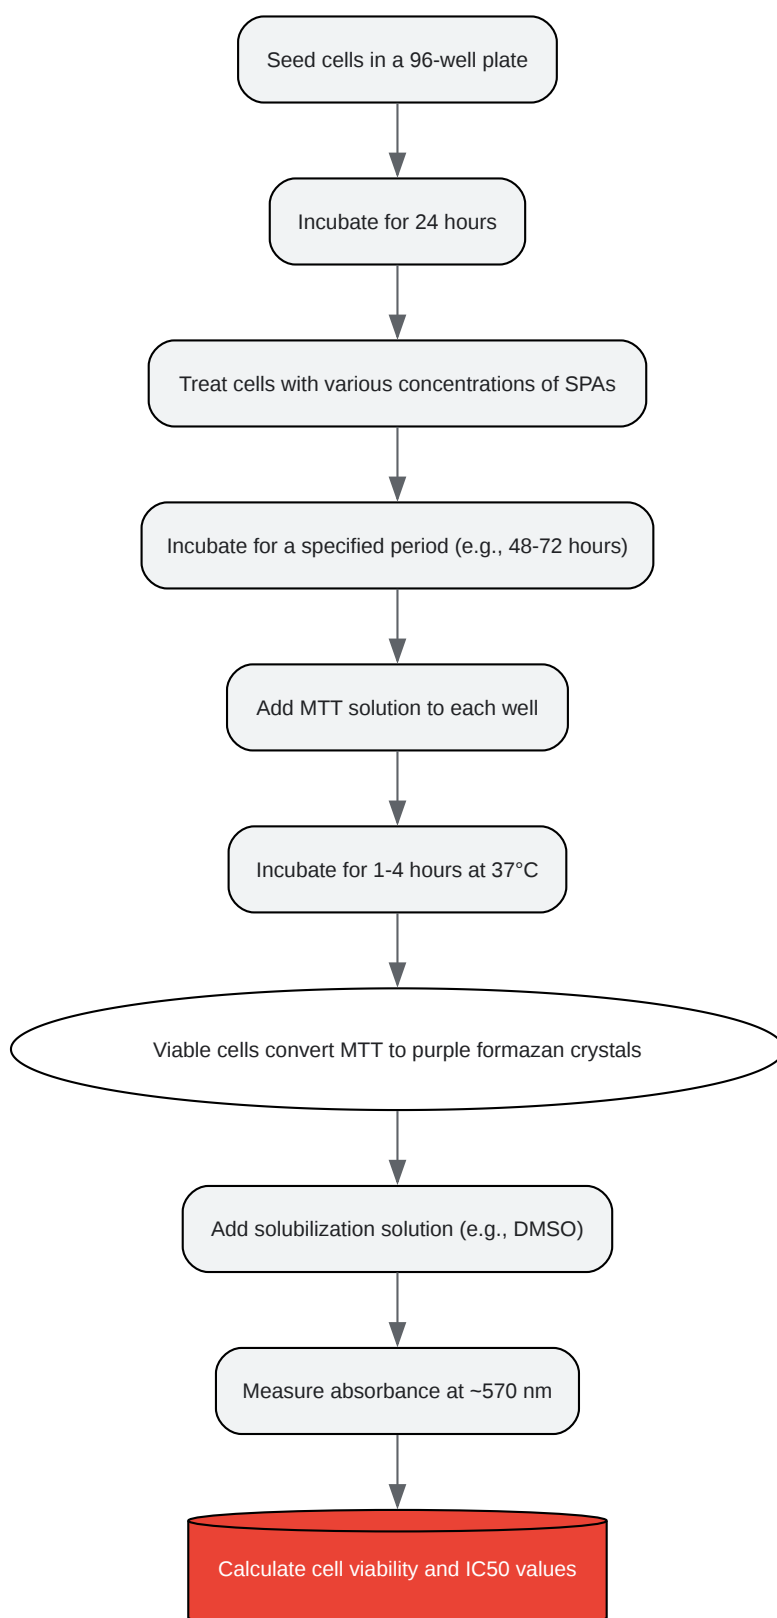 Seed cells in a 96-well plate
Incubate for 24 hours
Treat cells with various concentrations of SPAs
Incubate for a specified period (e.g., 48-72 hours)
Add MTT solution to each well
Incubate for 1-4 hours at 37°C
Viable cells convert MTT to purple formazan crystals
Add solubilization solution (e.g., DMSO)
Measure absorbance at ~570 nm
Calculate cell viability and IC50 values